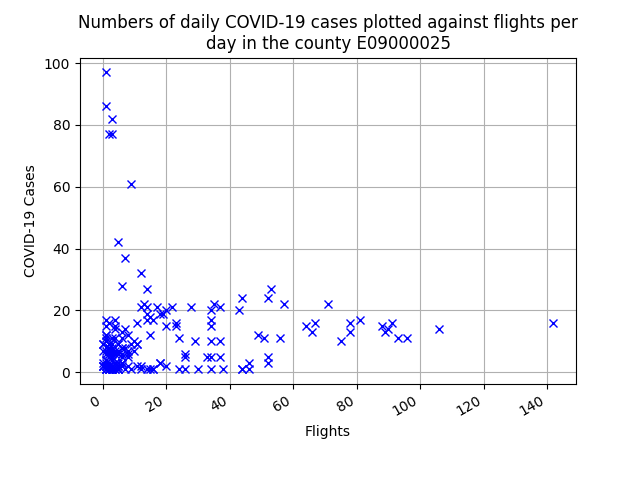 Numbers of daily COVID-19 cases plotted against flights per
day in the county E09000025
100
80
60
40
20
0
COVID-19 Cases
0 20 40 60 80 100 120 140
Flights